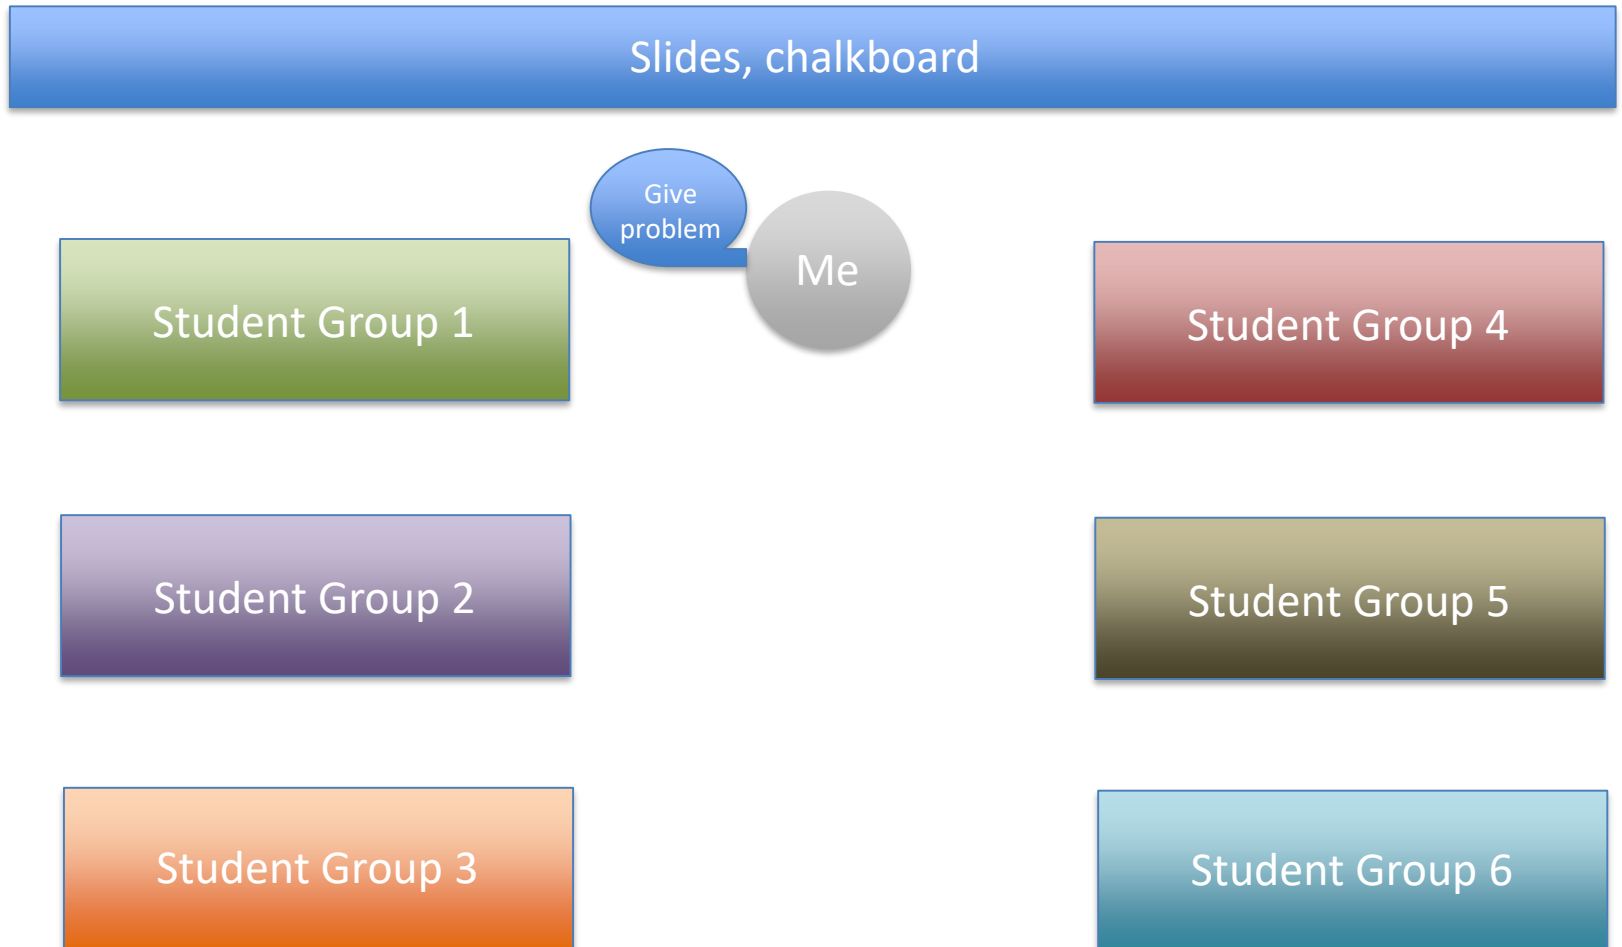 Slides, chalkboard
Give
problem
Me
Student Group 1
Student Group 4
Student Group 2
Student Group 5
Student Group 3
Student Group 6